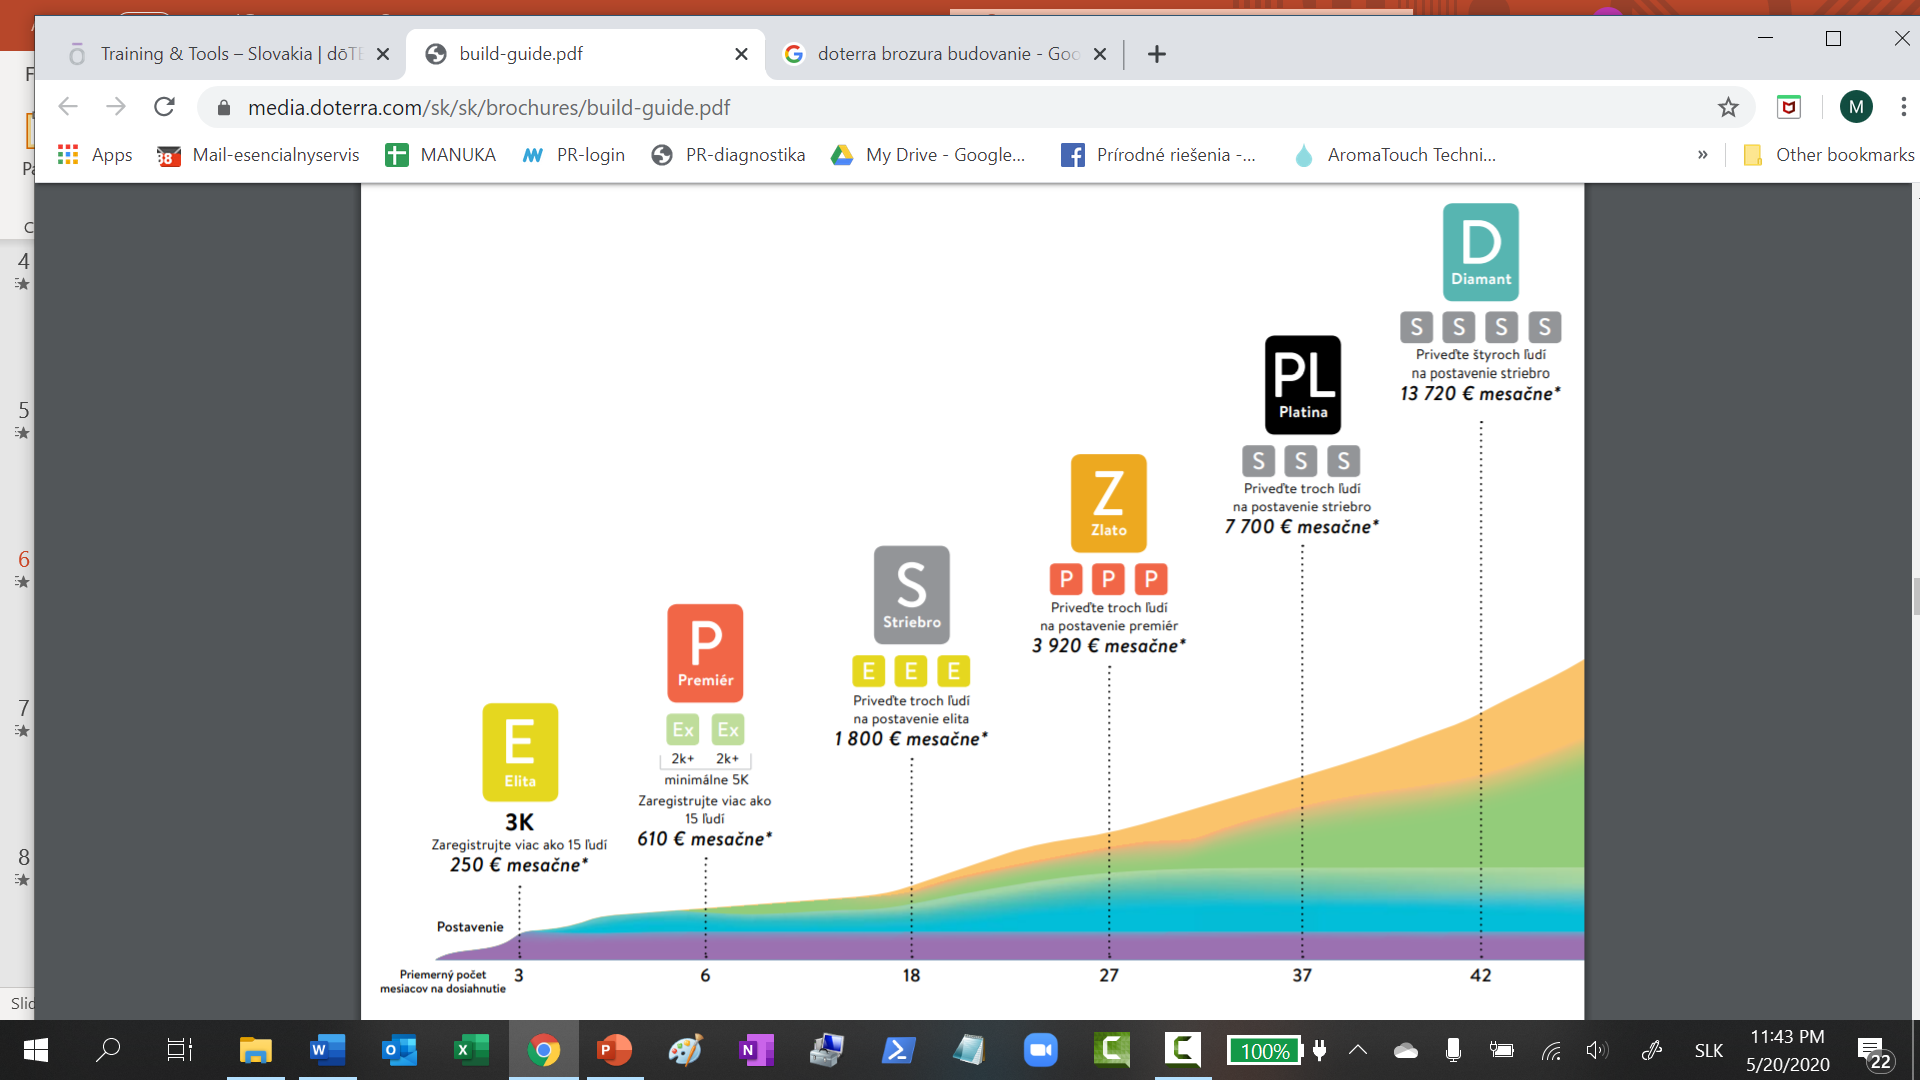 Training & Tools – Slovakia | dōTE
build-guide.pdf
doterra brozura budovanie - Goo
media.doterra.com/sk/sk/brochures/build-guide.pdf
M
Apps
Mail-esencialnyservis
MANUKA
PR-login
PR-diagnostika
My Drive - Google...
Prírodné riešenia -...
AromaTouch Techni...
»
Other bookmarks
4
5
6
7
8
D
Diamant
S S S S
Priveďte štyroch ľudí
na postavenie striebro
13 720 € mesačne*
PL
Platina
S S S
Priveďte troch ľudí
na postavenie striebro
7 700 € mesačne*
Z
Zlato
P P P
Priveďte troch ľudí
na postavenie premiér
3 920 € mesačne*
S
Striebro
E E E
Priveďte troch ľudí
na postavenie elita
1 800 € mesačne*
P
Premiér
Ex Ex
2k+ 2k+
minimálne 5K
Zaregistrujte viac ako
15 ľudí
610 € mesačne*
E
Elita
3K
Zaregistrujte viac ako 15 ľudí
250 € mesačne*
Postavenie
Priemerný počet
mesiacov na dosiahnutie
3 6 18 27 37 42
100%
SLK
11:43 PM
5/20/2020
22